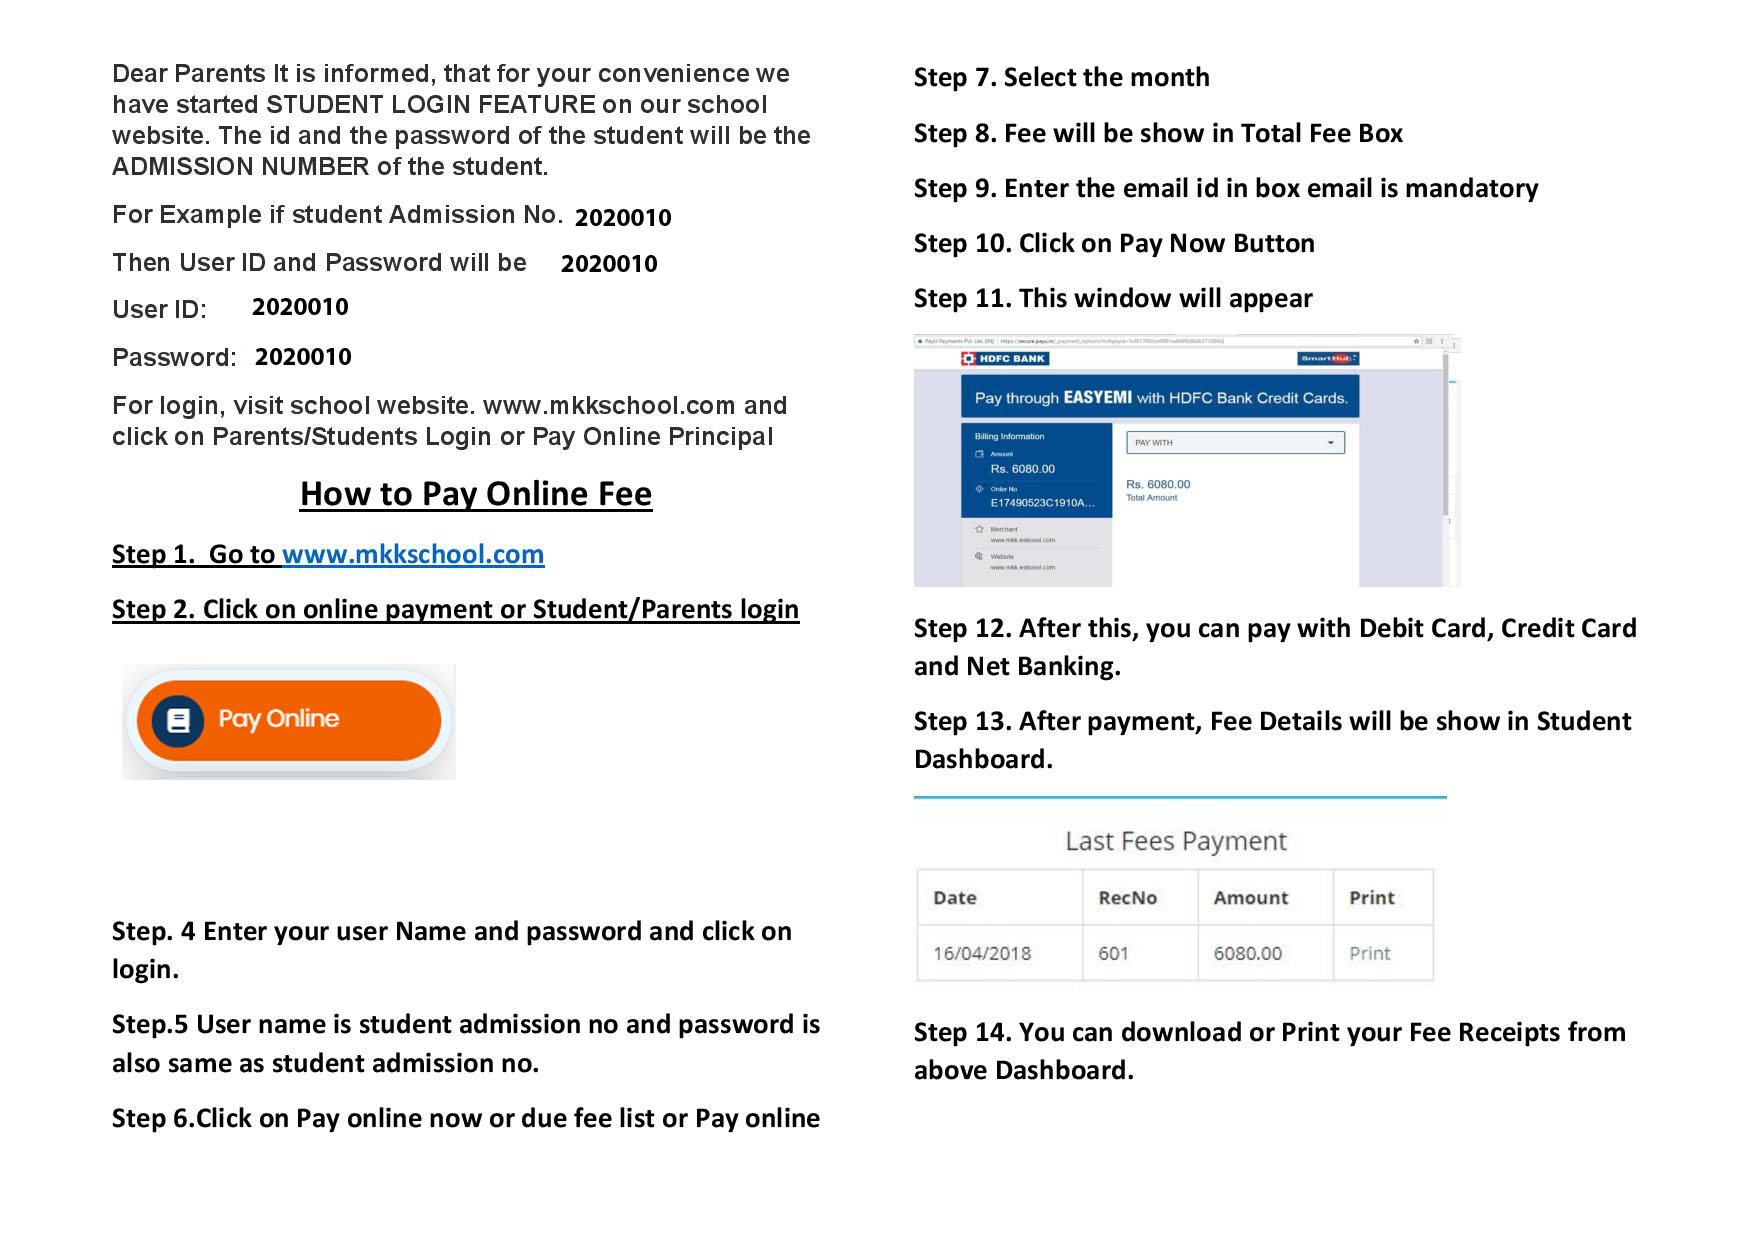 Dear Parents It is informed, that for your convenience we
have started STUDENT LOGIN FEATURE on our school
website. The id and the password of the student will be the
ADMISSION NUMBER of the student.
For Example if student Admission No. 2020010
Then User ID and Password will be 2020010
User ID: 2020010
Password: 2020010
For login, visit school website. www.mkkschool.com and
click on Parents/Students Login or Pay Online Principal
How to Pay Online Fee
Step 1. Go to www.mkkschool.com
Step 2. Click on online payment or Student/Parents login
Pay Online
Step. 4 Enter your user Name and password and click on
login.
Step.5 User name is student admission no and password is
also same as student admission no.
Step 6.Click on Pay online now or due fee list or Pay online
Step 7. Select the month
Step 8. Fee will be show in Total Fee Box
Step 9. Enter the email id in box email is mandatory
Step 10. Click on Pay Now Button
Step 11. This window will appear
PayU Payments Pvt. Ltd. [IN]
HDFC BANK
SmartHub
Pay through EASYEMI with HDFC Bank Credit Cards.
Billing Information
Amount
Rs. 6080.00
Order No
E17490523C1910A...
Merchant
www.mkk.eskoool.com
Website
www.mkk.eskoool.com
PAY WITH
Rs. 6080.00
Total Amount
Step 12. After this, you can pay with Debit Card, Credit Card
and Net Banking.
Step 13. After payment, Fee Details will be show in Student
Dashboard.
Last Fees Payment
Date RecNo Amount Print
16/04/2018 601 6080.00 Print
Step 14. You can download or Print your Fee Receipts from
above Dashboard.